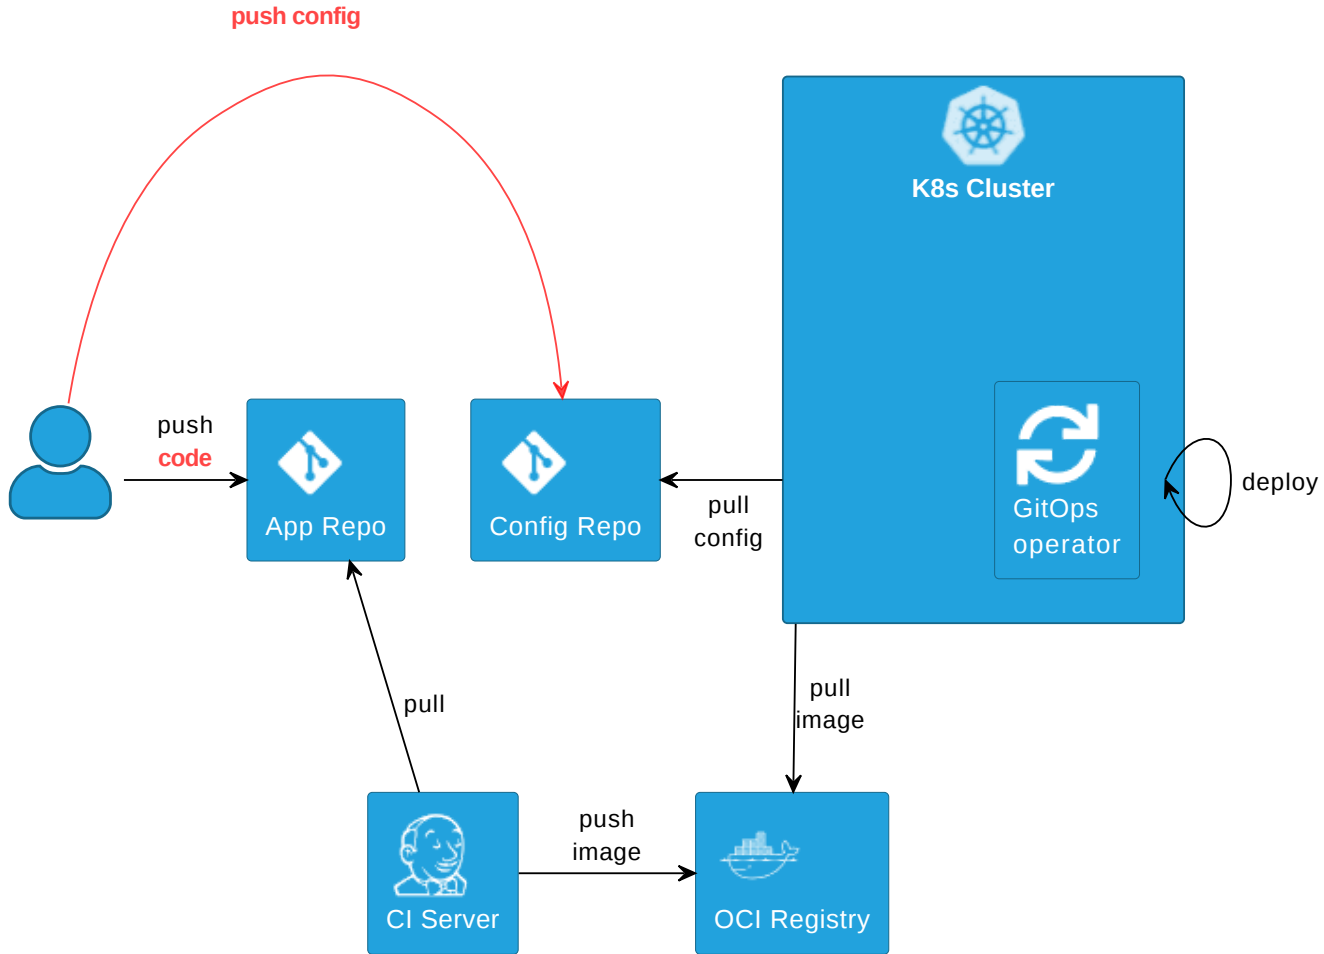 push config
K8s Cluster
push
code
App Repo
Config Repo
pull
config
GitOps
operator
deploy
pull
pull
image
push
image
CI Server
OCI Registry